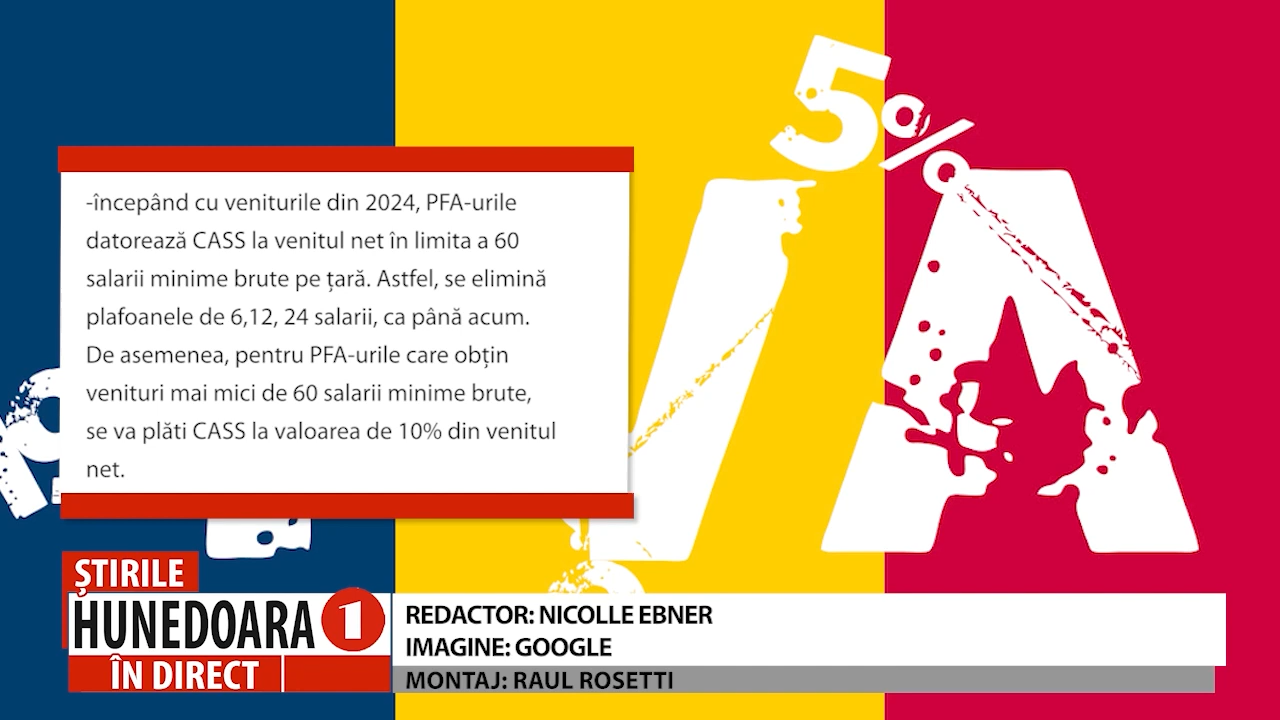 5%
-începând cu veniturile din 2024, PFA-urile
datorează CASS la venitul net în limita a 60
salarii minime brute pe țară. Astfel, se elimină
plafoanele de 6,12, 24 salarii, ca până acum.
De asemenea, pentru PFA-urile care obțin
venituri mai mici de 60 salarii minime brute,
se va plăti CASS la valoarea de 10% din venitul
net.
ȘTIRILE
HUNEDOARA 1
ÎN DIRECT
REDACTOR: NICOLLE EBNER
IMAGINE: GOOGLE
MONTAJ: RAUL ROSETTI